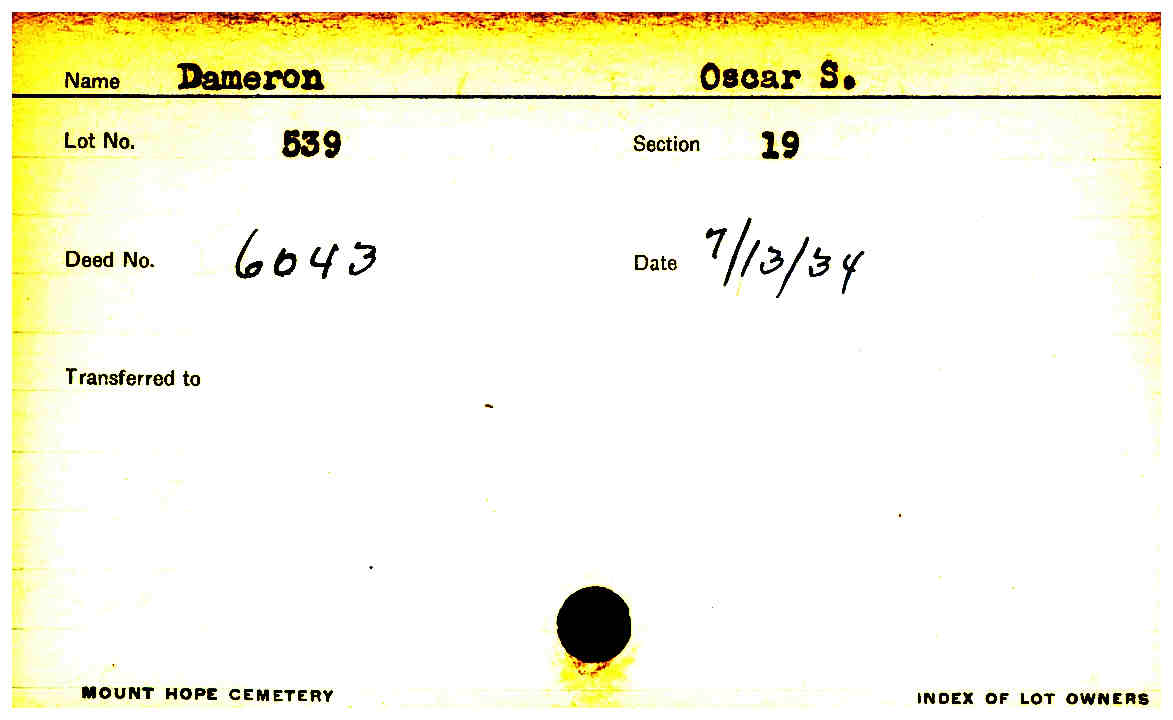 Name Dameron Oscar S.
Lot No. 539 Section 19
Deed No. 6043 Date 7/13/34
Transferred to
MOUNT HOPE CEMETERY INDEX OF LOT OWNERS